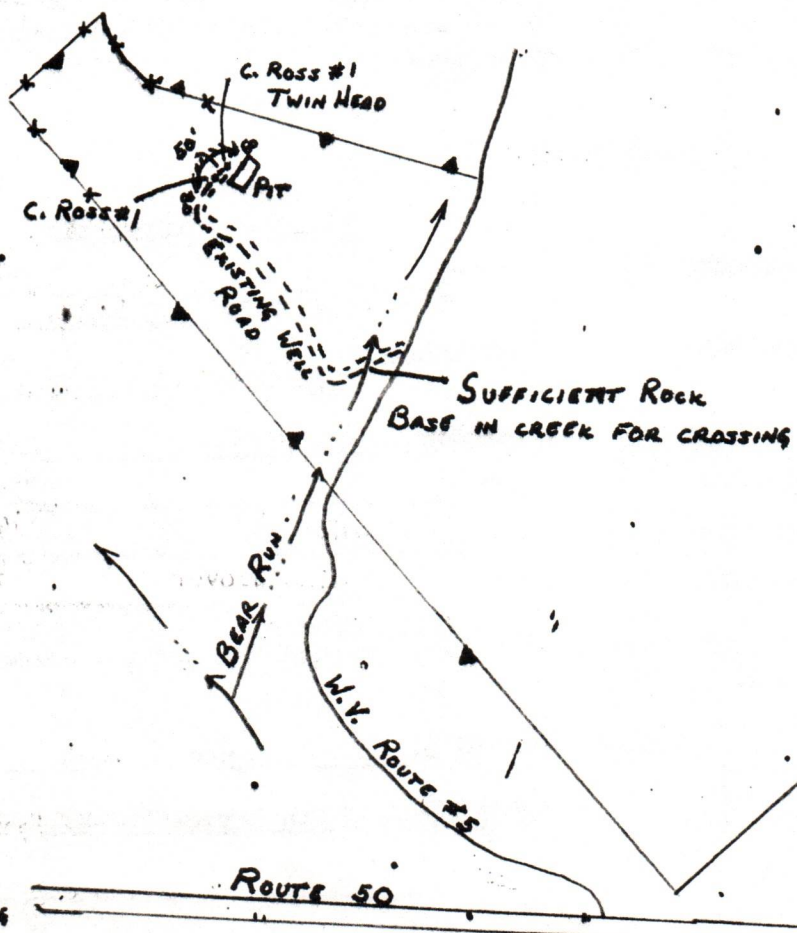 C. ROSS #1
TWIN HEAD
50'
PIT
C. ROSS #1
EXISTING WELL
ROAD
SUFFICIENT ROCK
BASE IN CREEK FOR CROSSING
BEAR RUN
W.V. ROUTE #5
ROUTE 50